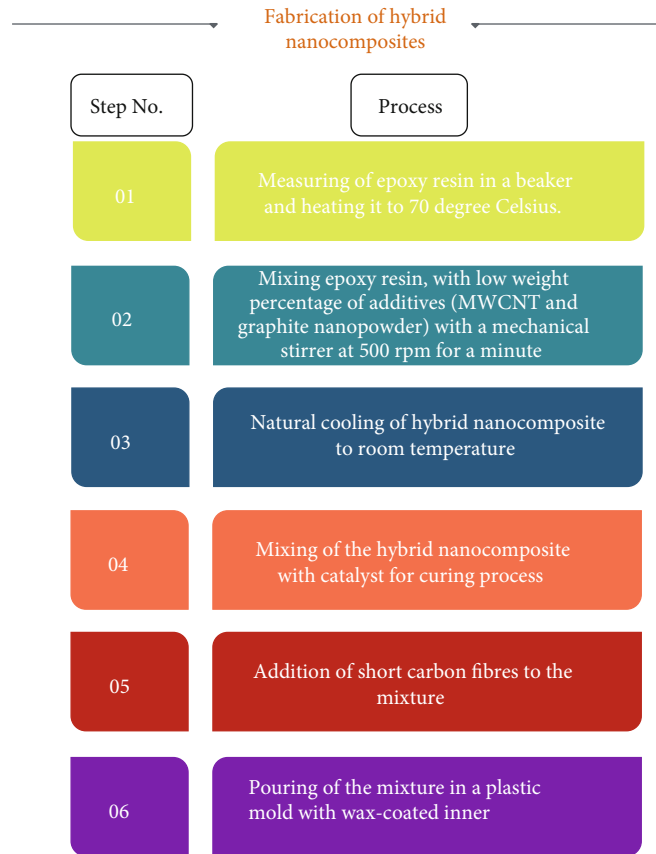 Fabrication of hybrid
nanocomposites
Step No.
Process
01
Measuring of epoxy resin in a beaker
and heating it to 70 degree Celsius.
02
Mixing epoxy resin, with low weight
percentage of additives (MWCNT and
graphite nanopowder) with a mechanical
stirrer at 500 rpm for a minute
03
Natural cooling of hybrid nanocomposite
to room temperature
04
Mixing of the hybrid nanocomposite
with catalyst for curing process
05
Addition of short carbon fibres to the
mixture
06
Pouring of the mixture in a plastic
mold with wax-coated inner